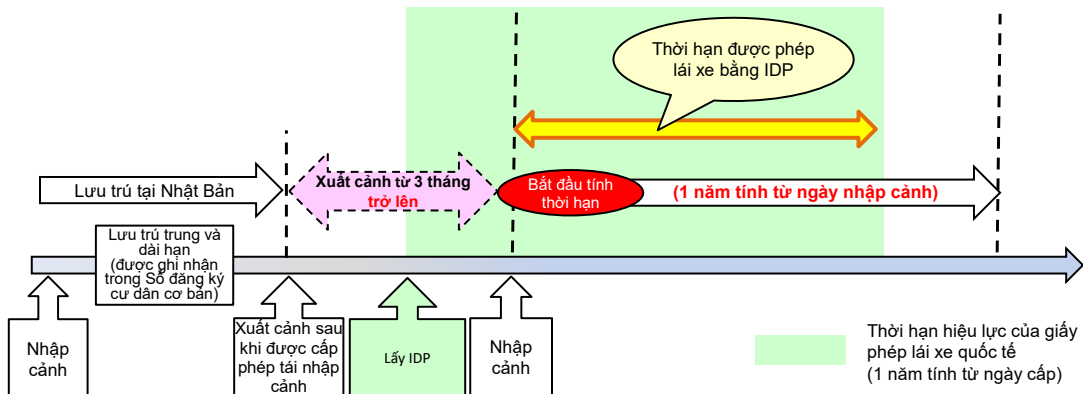 Thời hạn được phép
lái xe bằng IDP
Lưu trú tại Nhật Bản
Xuất cảnh từ 3 tháng
trở lên
Bắt đầu tính
thời hạn
(1 năm tính từ ngày nhập cảnh)
Lưu trú trung và
dài hạn
(được ghi nhận
trong Sổ đăng ký
cư dân cơ bản)
Nhập
cảnh
Xuất cảnh sau
khi được cấp
phép tái nhập
cảnh
Lấy IDP
Nhập
cảnh
Thời hạn hiệu lực của giấy
phép lái xe quốc tế
(1 năm tính từ ngày cấp)